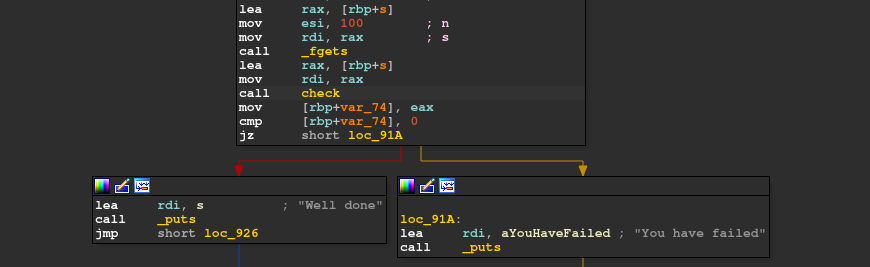 lea rax, [rbp+s]
mov esi, 100 ; n
mov rdi, rax ; s
call _fgets
lea rax, [rbp+s]
mov rdi, rax
call check
mov [rbp+var_74], eax
cmp [rbp+var_74], 0
jz short loc_91A
lea rdi, s ; "Well done"
call _puts
jmp short loc_926
loc_91A:
lea rdi, aYouHaveFailed ; "You have failed"
call _puts